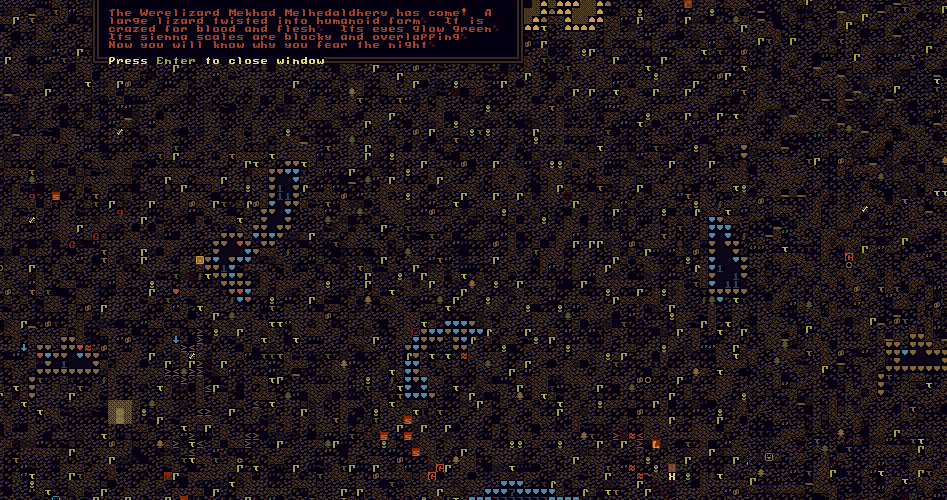 The Werelizard Mekhad Melhedaldhery has come! A
large lizard twisted into humanoid form. It is
crazed for blood and flesh. Its eyes glow green.
Its sienna scales are blocky and overlapping.
Now you will know why you fear the night.
Press Enter to close window